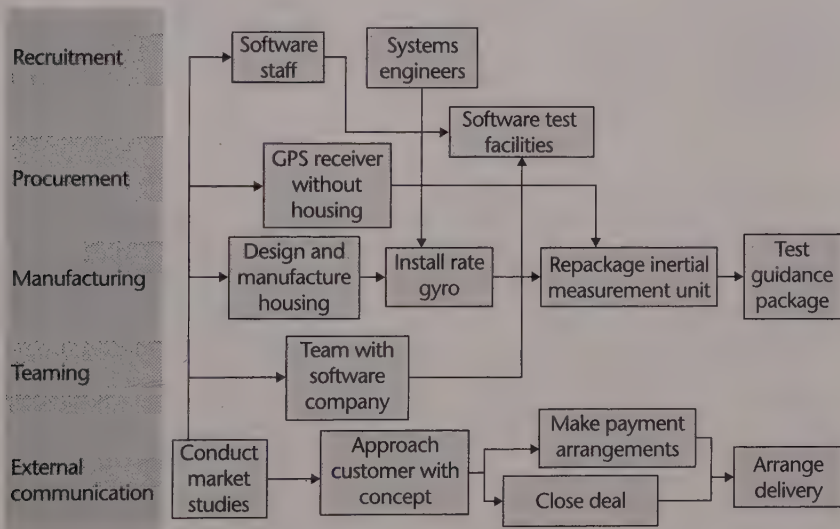 Recruitment
Software
staff
Systems
engineers
Software test
facilities
Procurement
GPS receiver
without
housing
Manufacturing
Design and
manufacture
housing
Install rate
gyro
Repackage inertial
measurement unit
Test
guidance
package
Teaming
Team with
software
company
External
communication
Conduct
market
studies
Approach
customer with
concept
Make payment
arrangements
Close deal
Arrange
delivery